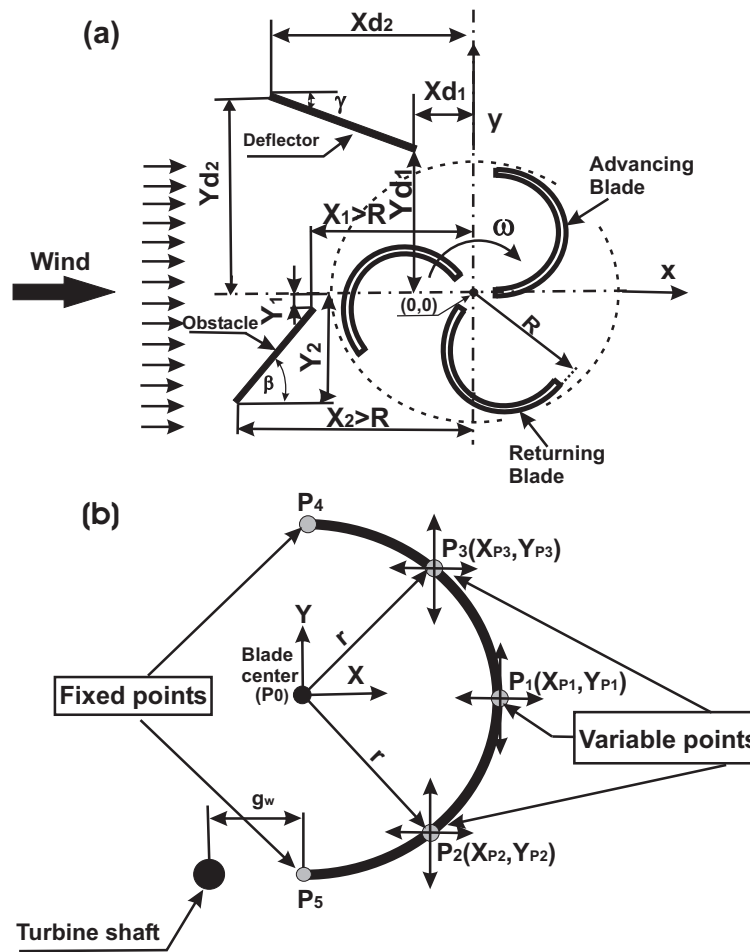 (a)
Xd2
Xd1
y
γ
Deflector
Advancing
Blade
Yd2
Yd1
X1>R
ω
Wind
x
(0,0)
Y1
Obstacle
Y2
R
β
X2>R
Returning
Blade
(b)
P4
P3(XP3,YP3)
Y
r
Blade
center
(P0)
X
P1(XP1,YP1)
Fixed points
Variable points
r
gw
P2(XP2,YP2)
P5
Turbine shaft